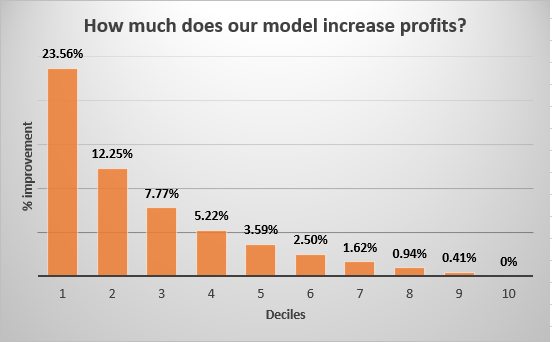 How much does our model increase profits?
% improvement
23.56%
12.25%
7.77%
5.22%
3.59%
2.50%
1.62%
0.94%
0.41%
0%
1 2 3 4 5 6 7 8 9 10
Deciles